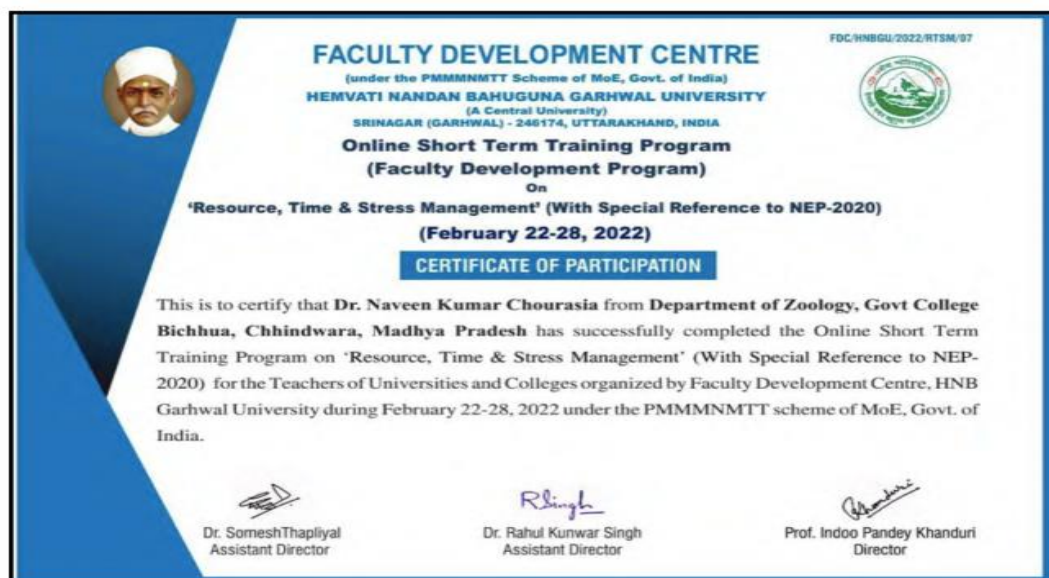 FDC/HNBGU/2022/RTSM/07
FACULTY DEVELOPMENT CENTRE
(under the PMMMNMTT Scheme of MoE, Govt. of India)
HEMVATI NANDAN BAHUGUNA GARHWAL UNIVERSITY
(A Central University)
SRINAGAR (GARHWAL) - 246174, UTTARAKHAND, INDIA
Online Short Term Training Program
(Faculty Development Program)
On
‘Resource, Time & Stress Management’ (With Special Reference to NEP-2020)
(February 22-28, 2022)
CERTIFICATE OF PARTICIPATION
This is to certify that Dr. Naveen Kumar Chourasia from Department of Zoology, Govt College
Bichhua, Chhindwara, Madhya Pradesh has successfully completed the Online Short Term
Training Program on ‘Resource, Time & Stress Management’ (With Special Reference to NEP-
2020) for the Teachers of Universities and Colleges organized by Faculty Development Centre, HNB
Garhwal University during February 22-28, 2022 under the PMMMNMTT scheme of MoE, Govt. of
India.
RSingh
Dr. SomeshThapliyal
Assistant Director
Dr. Rahul Kunwar Singh
Assistant Director
Prof. Indoo Pandey Khanduri
Director